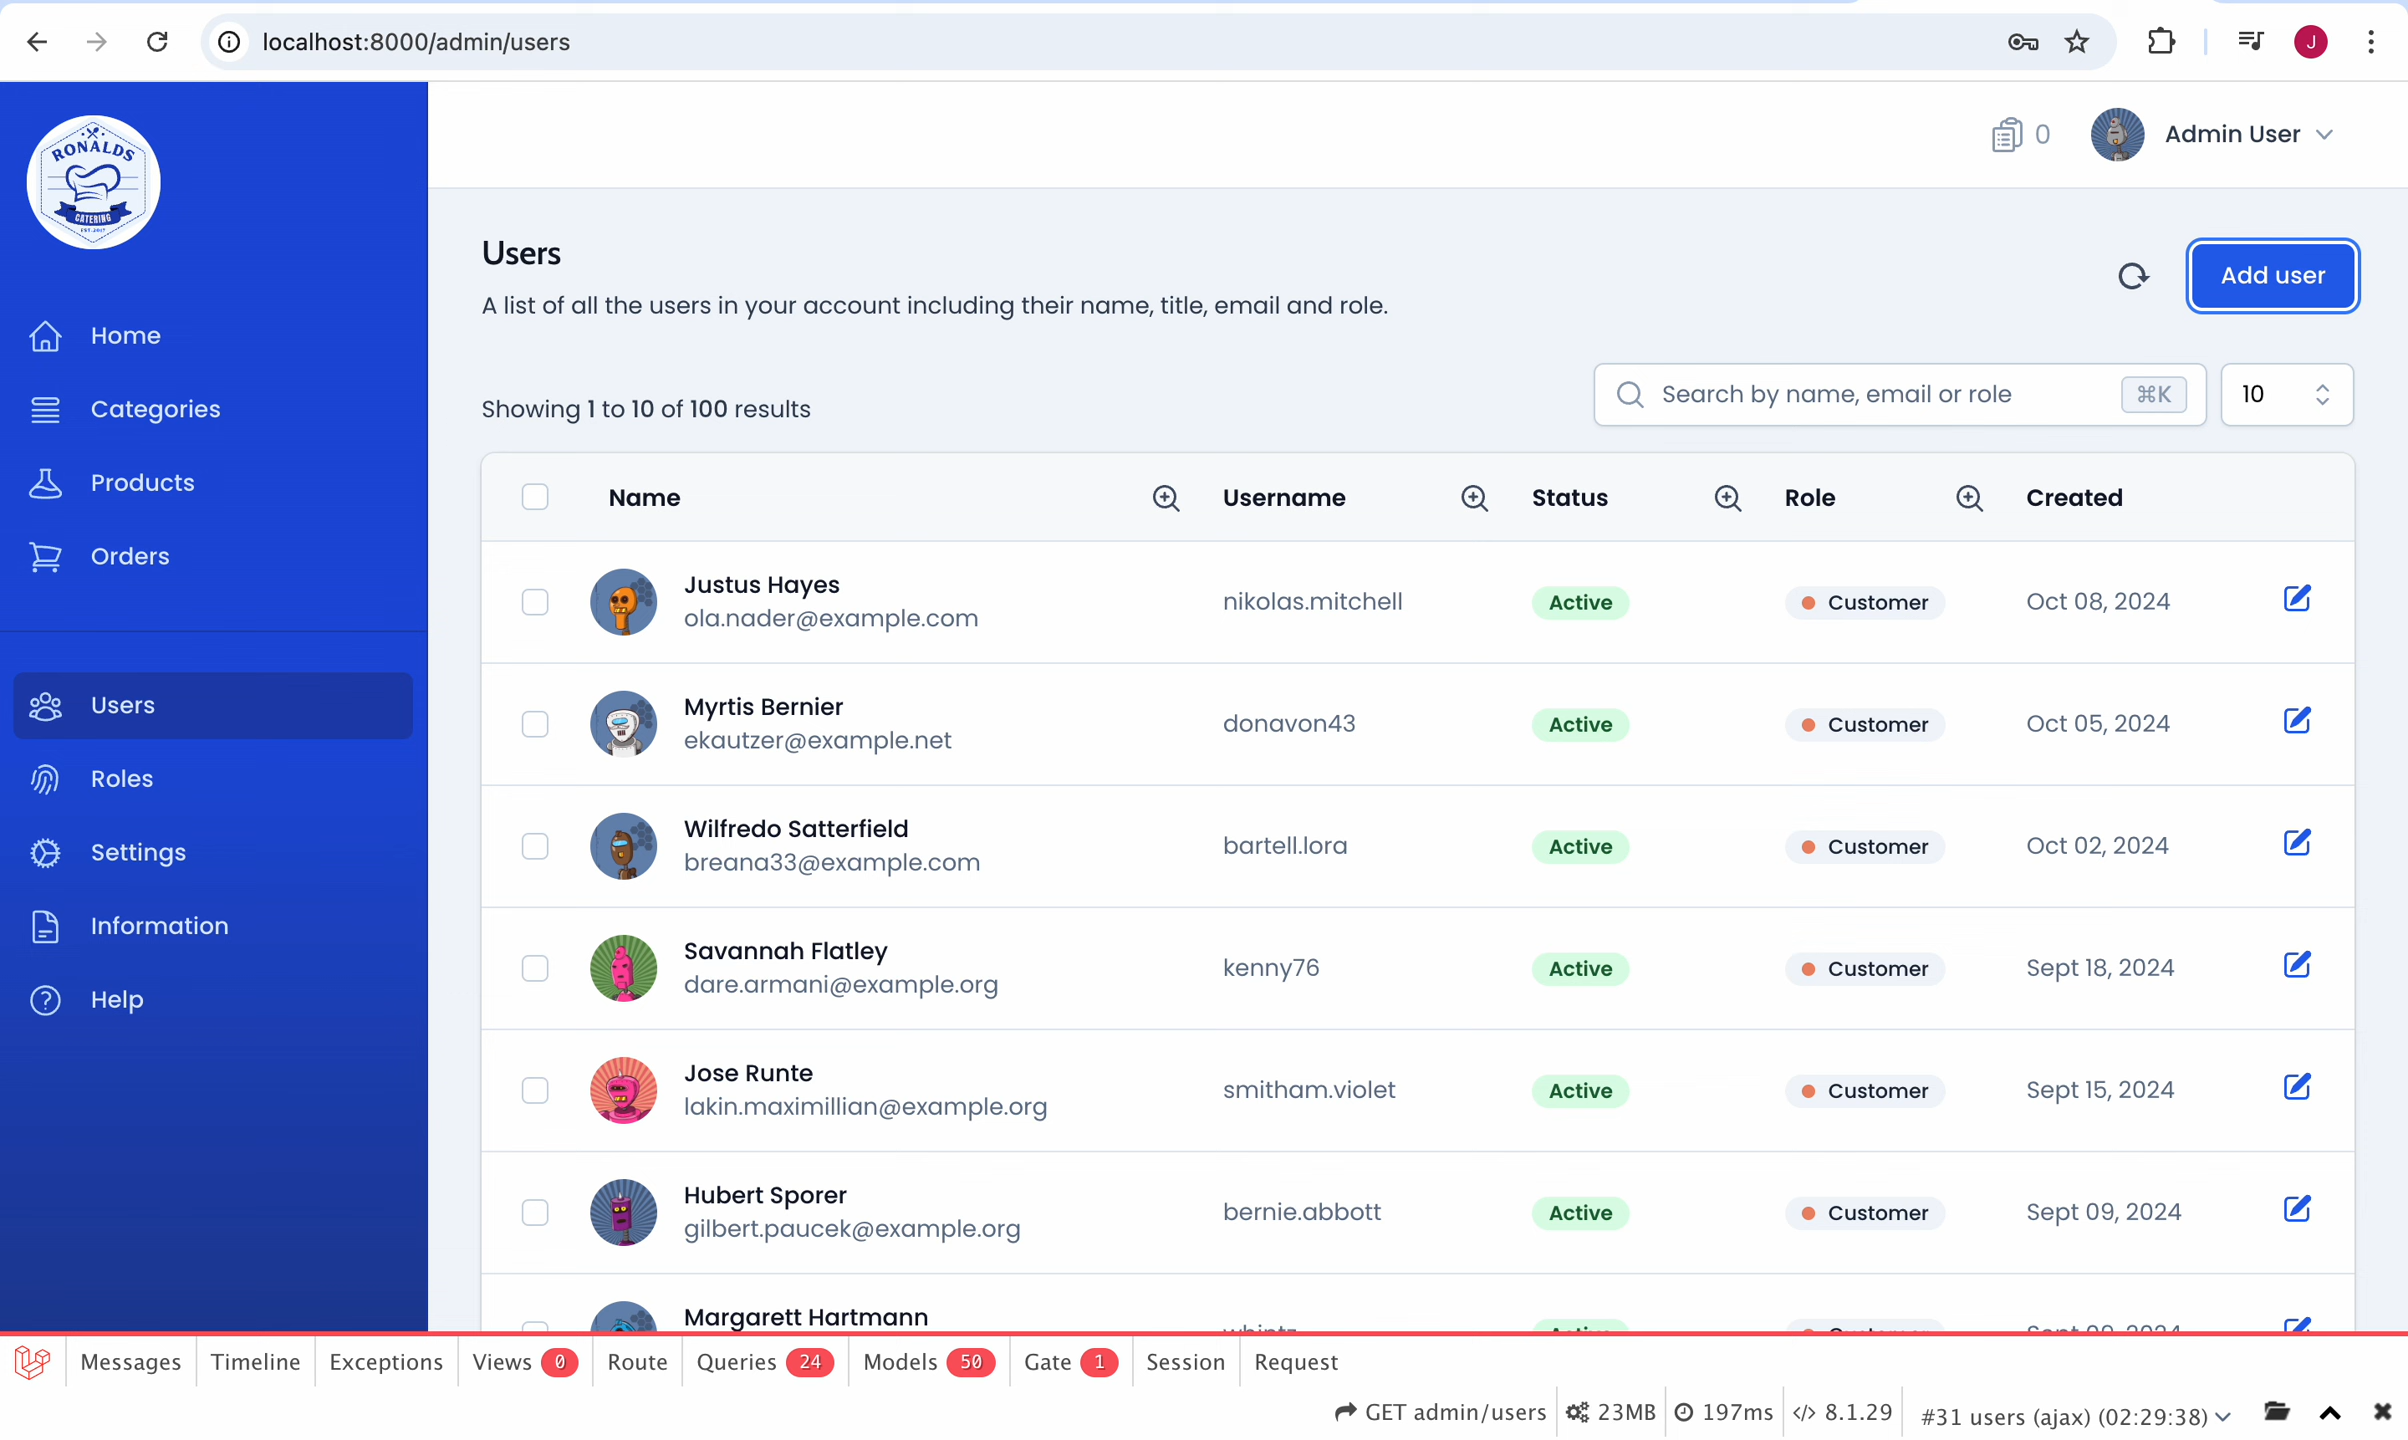 localhost:8000/admin/users
J
RONALDS
CATERING
EST.2017
0
Admin User
Home
Categories
Products
Orders
Users
Roles
Settings
Information
Help
Users
A list of all the users in your account including their name, title, email and role.
Add user
Showing 1 to 10 of 100 results
Search by name, email or role
⌘K
10
Name Username Status Role Created
Justus Hayes
ola.nader@example.com
nikolas.mitchell Active Customer Oct 08, 2024
Myrtis Bernier
ekautzer@example.net
donavon43 Active Customer Oct 05, 2024
Wilfredo Satterfield
breana33@example.com
bartell.lora Active Customer Oct 02, 2024
Savannah Flatley
dare.armani@example.org
kenny76 Active Customer Sept 18, 2024
Jose Runte
lakin.maximillian@example.org
smitham.violet Active Customer Sept 15, 2024
Hubert Sporer
gilbert.paucek@example.org
bernie.abbott Active Customer Sept 09, 2024
Margarett Hartmann
Messages Timeline Exceptions Views 0 Route Queries 24 Models 50 Gate 1 Session Request
GET admin/users 23MB 197ms </> 8.1.29 #31 users (ajax) (02:29:38)